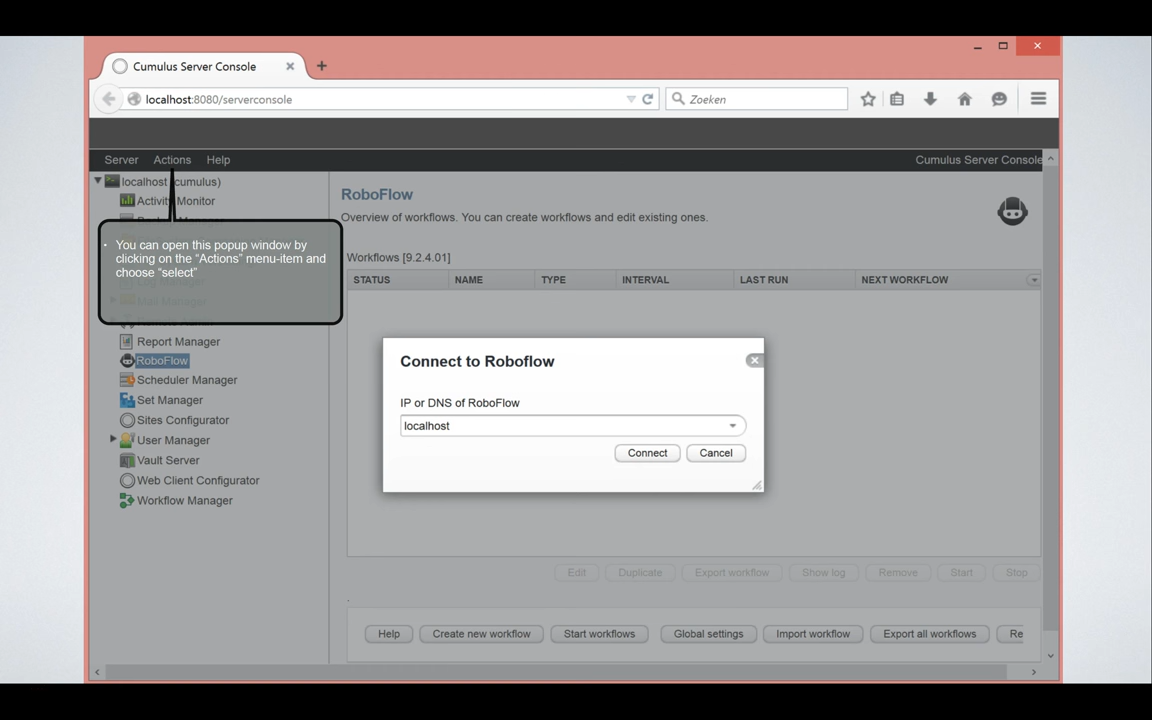 Cumulus Server Console
localhost:8080/serverconsole
Zoeken
Server Actions Help
Cumulus Server Console
localhost (cumulus)
Activity Monitor
• You can open this popup window by
clicking on the “Actions” menu-item and
choose “select”
Report Manager
RoboFlow
Scheduler Manager
Set Manager
Sites Configurator
User Manager
Vault Server
Web Client Configurator
Workflow Manager
RoboFlow
Overview of workflows. You can create workflows and edit existing ones.
Workflows [9.2.4.01]
STATUS NAME TYPE INTERVAL LAST RUN NEXT WORKFLOW
Connect to Roboflow
IP or DNS of RoboFlow
localhost
Connect Cancel
Edit Duplicate Export workflow Show log Remove Start Stop
Help Create new workflow Start workflows Global settings Import workflow Export all workflows Re